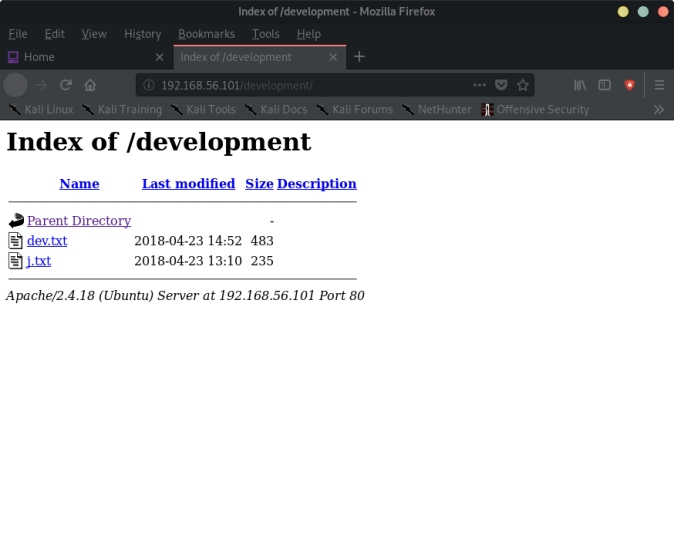 Index of /development - Mozilla Firefox
File Edit View History Bookmarks Tools Help
Home × Index of /development × +
192.168.56.101/development/
Kali Linux Kali Training Kali Tools Kali Docs Kali Forums NetHunter Offensive Security
Index of /development
Name Last modified Size Description
Parent Directory -
dev.txt 2018-04-23 14:52 483
j.txt 2018-04-23 13:10 235
Apache/2.4.18 (Ubuntu) Server at 192.168.56.101 Port 80